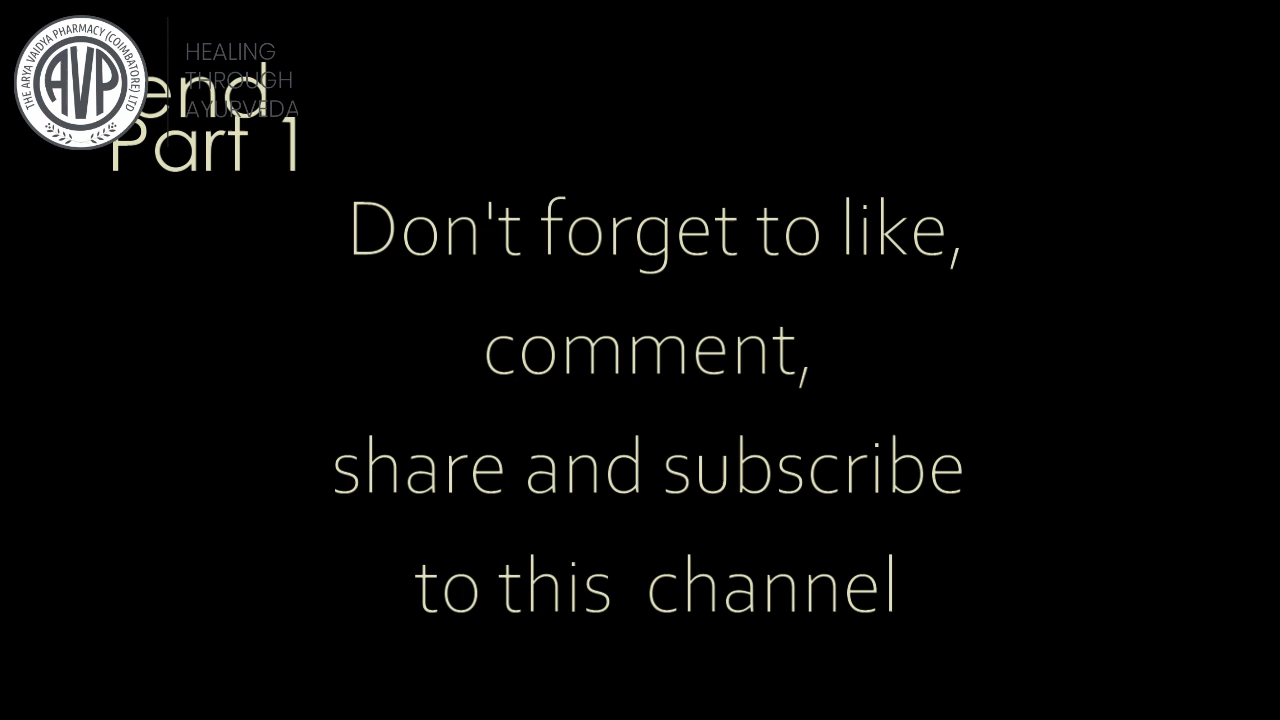 THE ARYA VAIDYA PHARMACY (COIMBATORE) LTD
AVP
HEALING
THROUGH
AYURVEDA
end
Part 1
Don't forget to like,
comment,
share and subscribe
to this channel